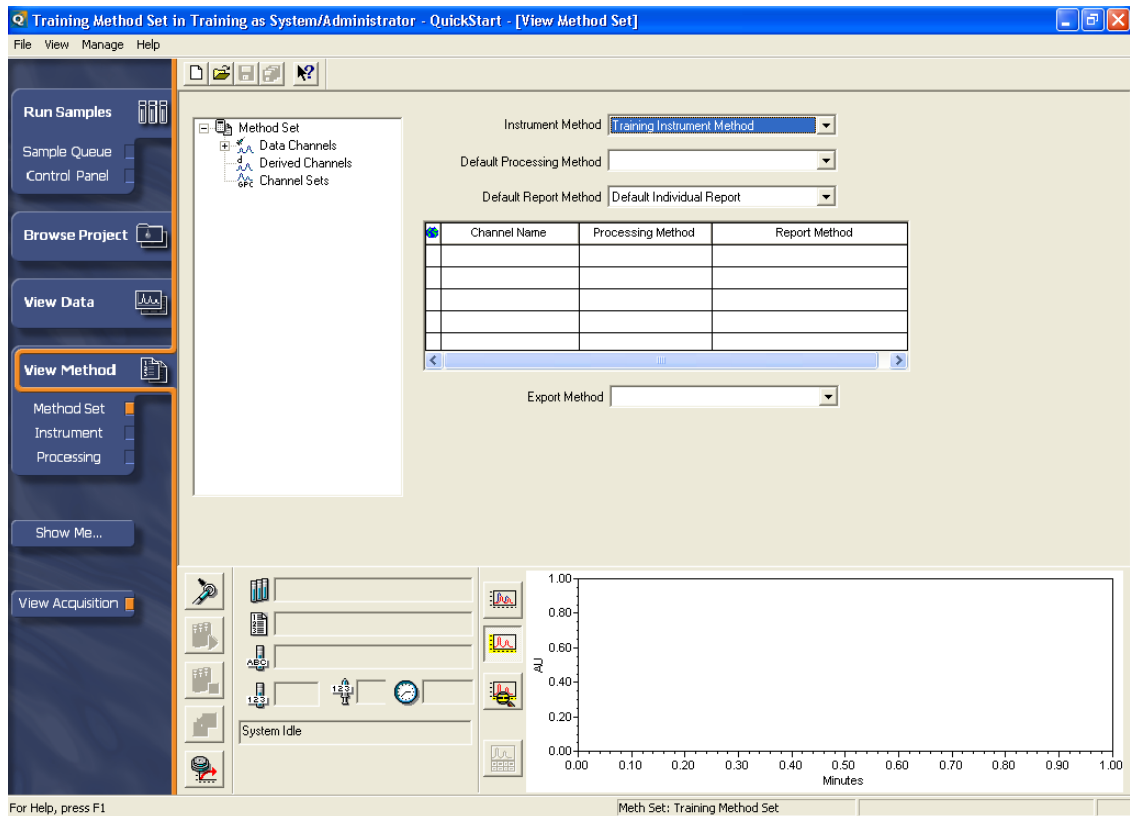 Training Method Set in Training as System/Administrator - QuickStart - [View Method Set]
File View Manage Help
Run Samples
Sample Queue
Control Panel
Browse Project
View Data
View Method
Method Set
Instrument
Processing
Show Me...
View Acquisition
Method Set
Data Channels
Derived Channels
GPC Channel Sets
Instrument Method Training Instrument Method
Default Processing Method
Default Report Method Default Individual Report
Channel Name Processing Method Report Method
Export Method
ABC
123
123
System Idle
1.00
0.80
0.60
0.40
0.20
0.00
AU
0.00 0.10 0.20 0.30 0.40 0.50 0.60 0.70 0.80 0.90 1.00
Minutes
For Help, press F1
Meth Set: Training Method Set